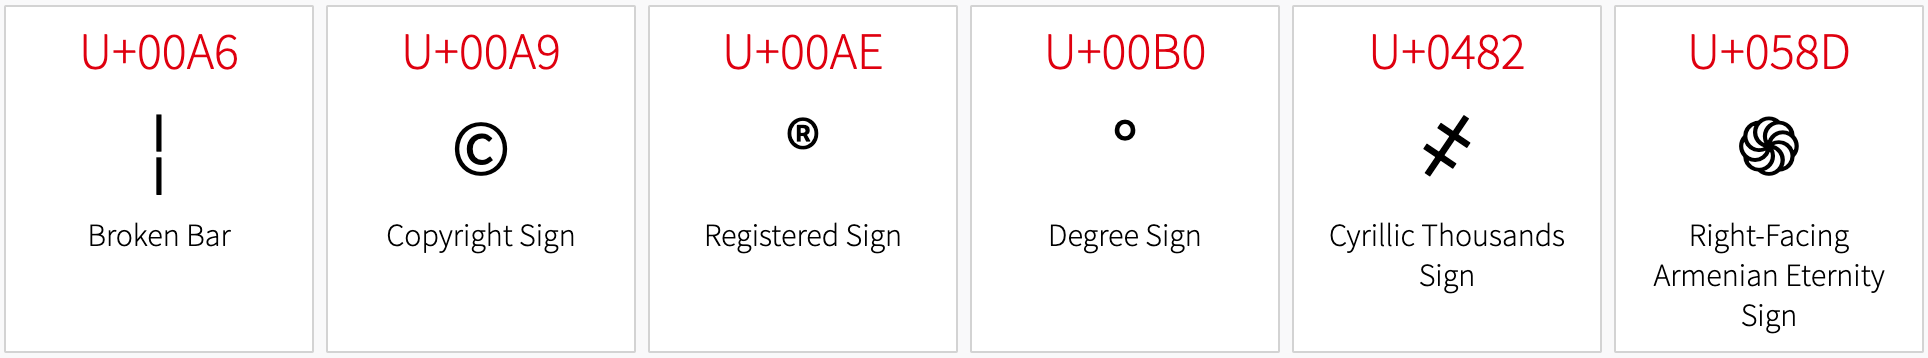 U+00A6
¦
Broken Bar
U+00A9
©
Copyright Sign
U+00AE
®
Registered Sign
U+00B0
°
Degree Sign
U+0482
҂
Cyrillic Thousands
Sign
U+058D
֍
Right-Facing
Armenian Eternity
Sign